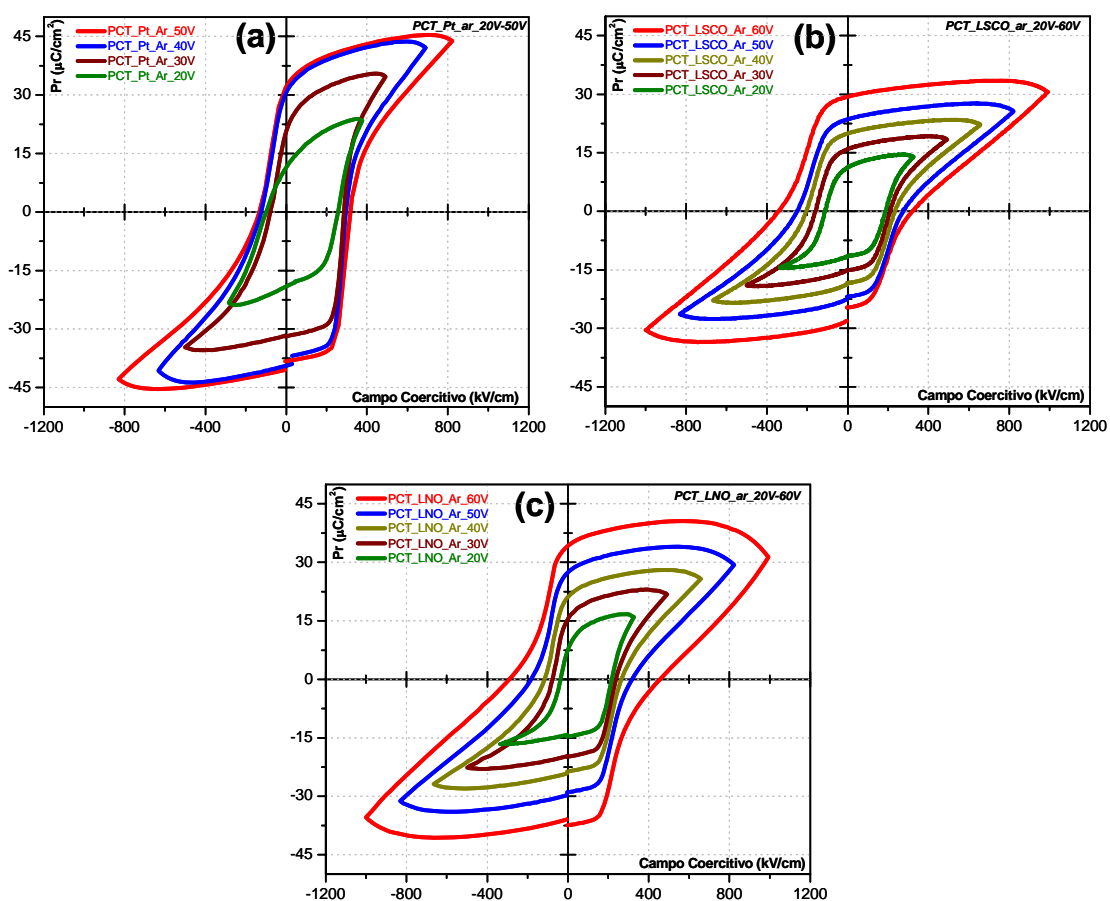 (a)
PCT_Pt_ar_20V-50V
PCT_Pt_Ar_50V
PCT_Pt_Ar_40V
PCT_Pt_Ar_30V
PCT_Pt_Ar_20V
Pr (μC/cm²)
45
30
15
0
-15
-30
-45
Campo Coercitivo (kV/cm)
-1200 -800 -400 0 400 800 1200
(b)
PCT_LSCO_ar_20V-60V
PCT_LSCO_Ar_60V
PCT_LSCO_Ar_50V
PCT_LSCO_Ar_40V
PCT_LSCO_Ar_30V
PCT_LSCO_Ar_20V
Pr (μC/cm²)
45
30
15
0
-15
-30
-45
Campo Coercitivo (kV/cm)
-1200 -800 -400 0 400 800 1200
(c)
PCT_LNO_ar_20V-60V
PCT_LNO_Ar_60V
PCT_LNO_Ar_50V
PCT_LNO_Ar_40V
PCT_LNO_Ar_30V
PCT_LNO_Ar_20V
Pr (μC/cm²)
45
30
15
0
-15
-30
-45
Campo Coercitivo (kV/cm)
-1200 -800 -400 0 400 800 1200